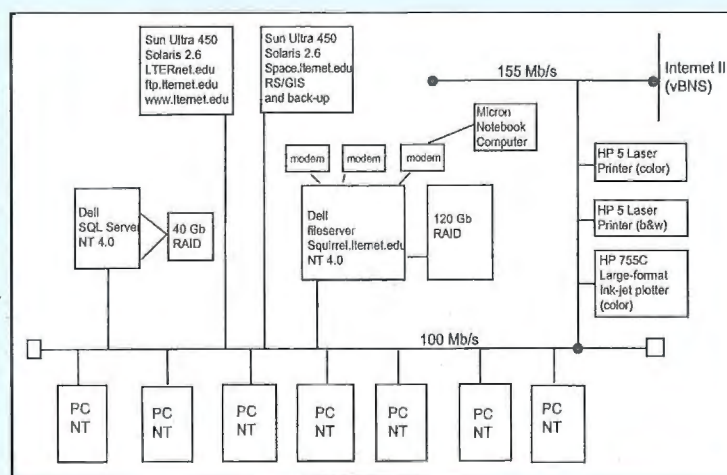 Sun Ultra 450
Solaris 2.6
LTERnet.edu
ftp.lternet.edu
www.lternet.edu
Sun Ultra 450
Solaris 2.6
Space.lternet.edu
RS/GIS
and back-up
155 Mb/s
Internet II
(vBNS)
Micron
Notebook
Computer
modem
modem
modem
HP 5 Laser
Printer (color)
Dell
SQL Server
NT 4.0
40 Gb
RAID
Dell
fileserver
Squirrel.lternet.edu
NT 4.0
120 Gb
RAID
HP 5 Laser
Printer (b&w)
HP 755C
Large-format
Ink-jet plotter
(color)
100 Mb/s
PC
NT
PC
NT
PC
NT
PC
NT
PC
NT
PC
NT
PC
NT